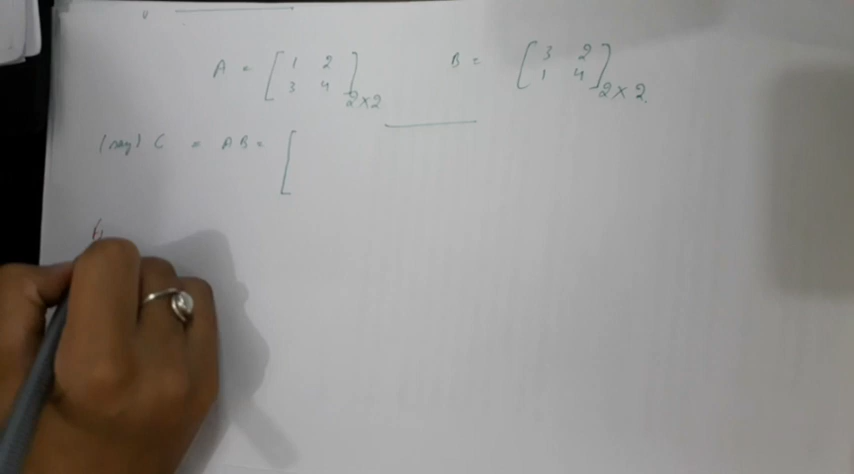 A = [ 1 2 ] B = [ 3 2 ]
3 4 2×2 1 4 2×2.
(say) C = AB = [